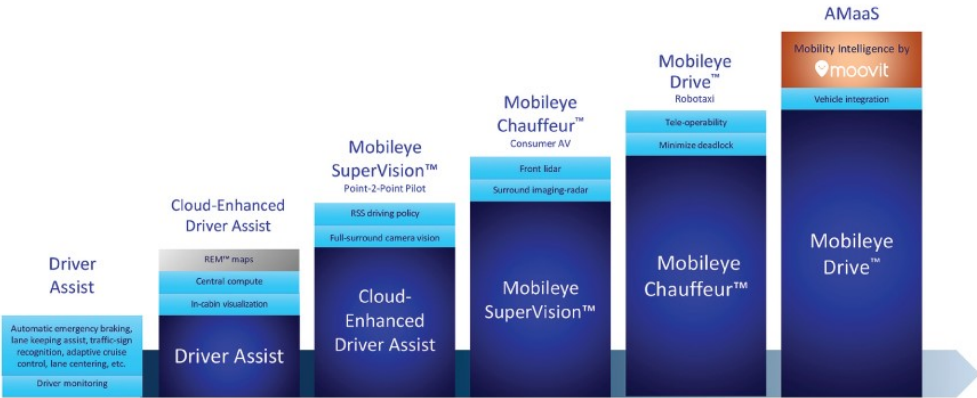 Driver
Assist
Automatic emergency braking,
lane keeping assist, traffic-sign
recognition, adaptive cruise
control, lane centering, etc.
Driver monitoring
Cloud-Enhanced
Driver Assist
REM™ maps
Central compute
In-cabin visualization
Driver Assist
Mobileye
SuperVision™
Point-2-Point Pilot
RSS driving policy
Full-surround camera vision
Cloud-
Enhanced
Driver Assist
Mobileye
Chauffeur™
Consumer AV
Front lidar
Surround imaging-radar
Mobileye
SuperVision™
Mobileye
Drive™
Robotaxi
Tele-operability
Minimize deadlock
Mobileye
Chauffeur™
AMaaS
Mobility Intelligence by
moovit
Vehicle integration
Mobileye
Drive™